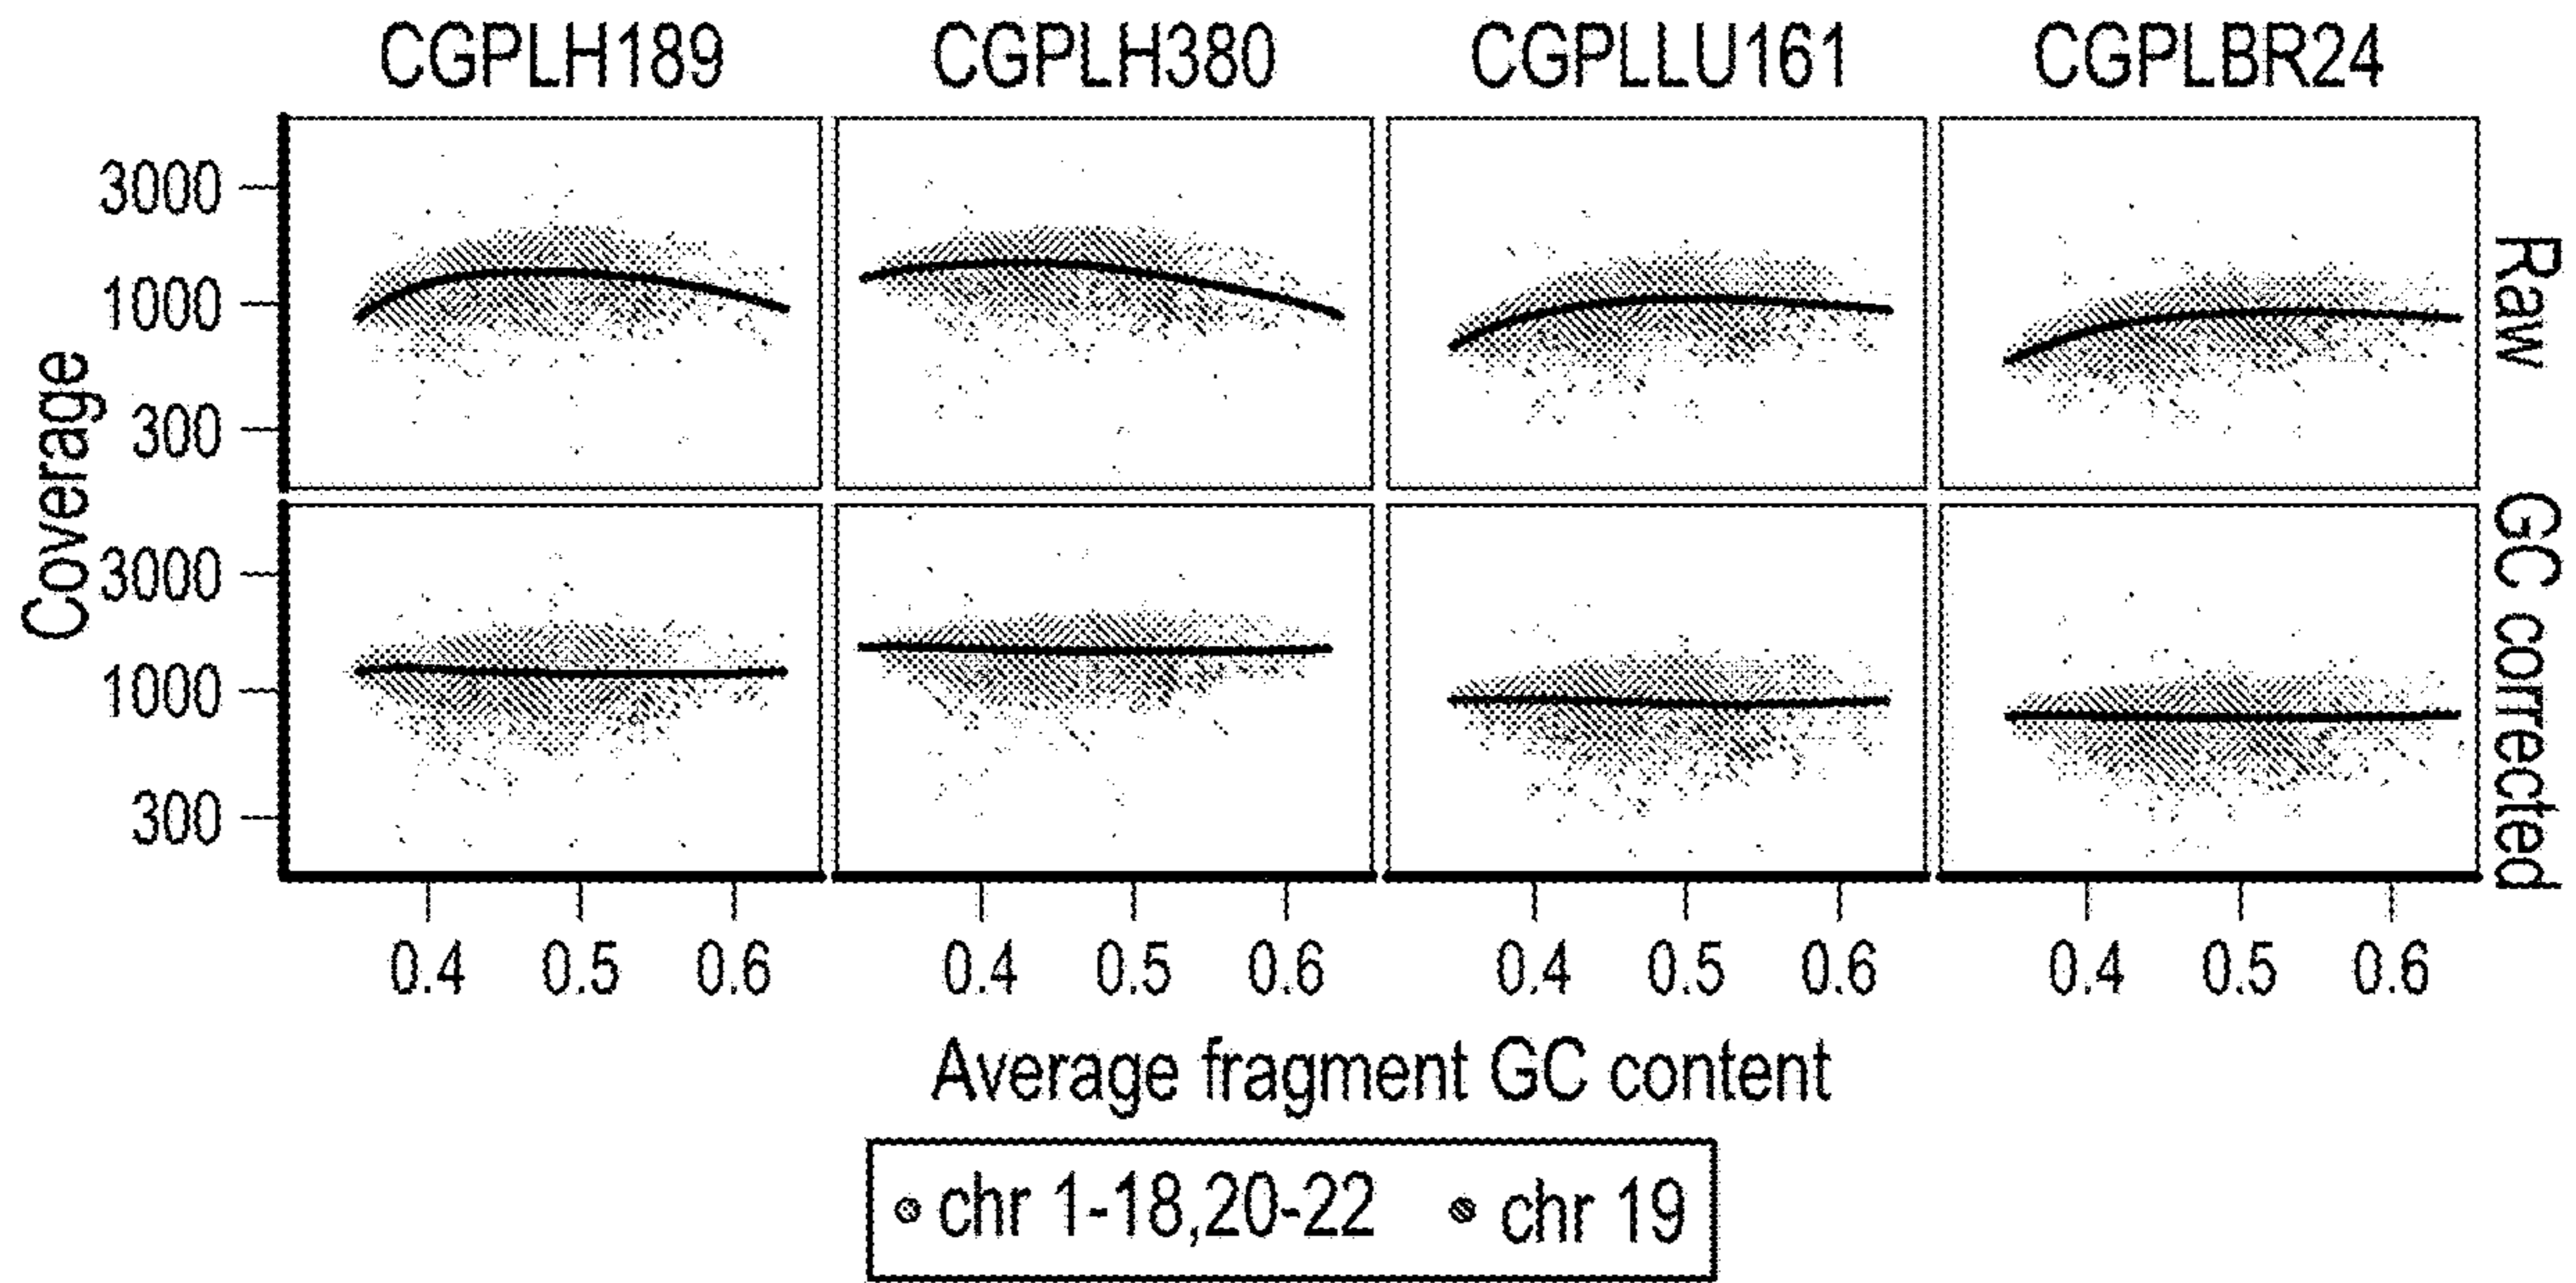 CGPLH189 CGPLH380 CGPLLU161 CGPLBR24
Coverage
3000
1000
300
Raw
3000
1000
300
GC corrected
0.4 0.5 0.6 0.4 0.5 0.6 0.4 0.5 0.6 0.4 0.5 0.6
Average fragment GC content
chr 1-18,20-22 chr 19